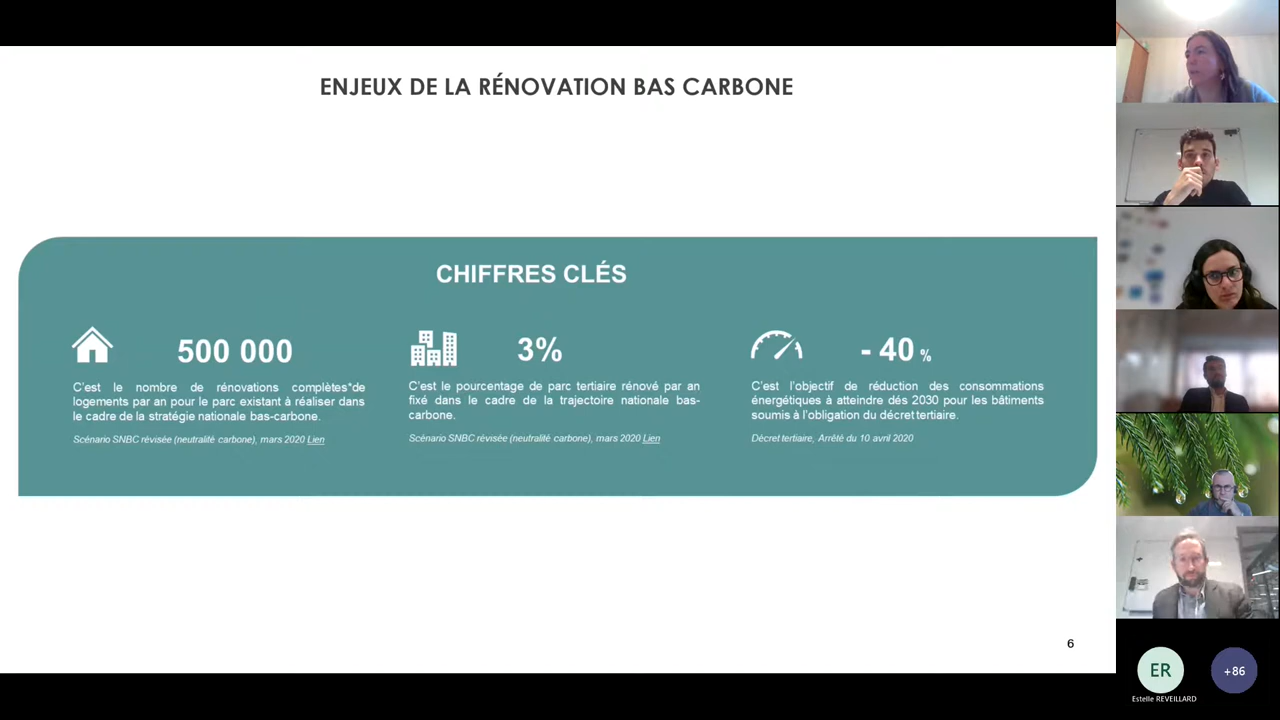 ENJEUX DE LA RÉNOVATION BAS CARBONE
CHIFFRES CLÉS
500 000
C'est le nombre de rénovations complètes*de
logements par an pour le parc existant à réaliser dans
le cadre de la stratégie nationale bas-carbone.
Scénario SNBC révisée (neutralité carbone), mars 2020 Lien
3%
C'est le pourcentage de parc tertiaire rénové par an
fixé dans le cadre de la trajectoire nationale bas-
carbone.
Scénario SNBC révisée (neutralité carbone), mars 2020 Lien
- 40 %
C'est l'objectif de réduction des consommations
énergétiques à atteindre dés 2030 pour les bâtiments
soumis à l'obligation du décret tertiaire.
Décret tertiaire, Arrêté du 10 avril 2020
6
ER
Estelle REVEILLARD
+86